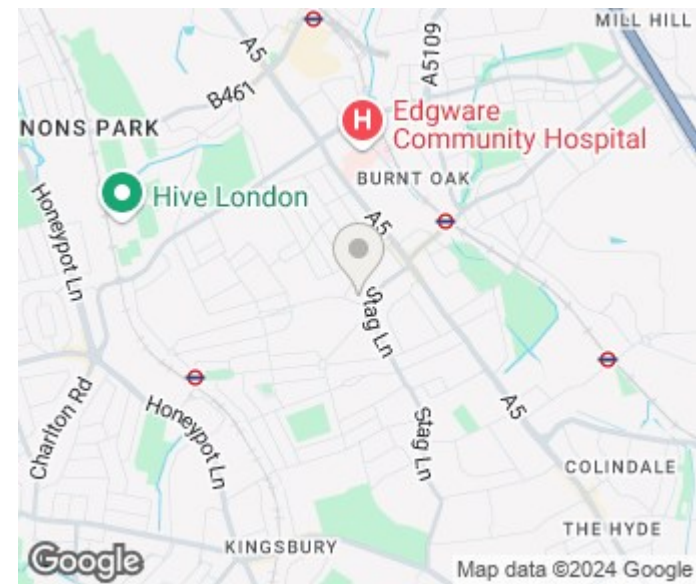 MILL HILL
A5
A5109
B461
H
Edgware
Community Hospital
NONS PARK
BURNT OAK
Hive London
Honeypot Ln
A5
Stag Ln
Charlton Rd
Honeypot Ln
A5
Stag Ln
COLINDALE
THE HYDE
KINGSBURY
Google
Map data ©2024 Google